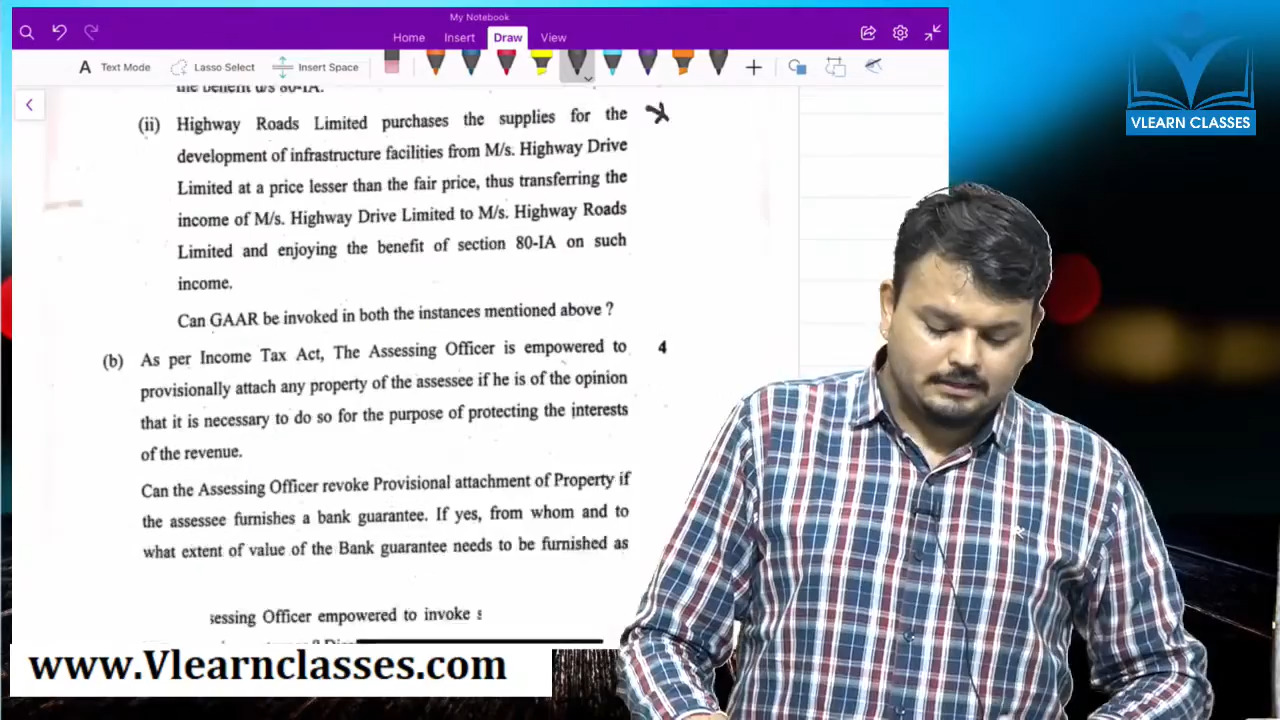 My Notebook
Home Insert Draw View
A Text Mode Lasso Select Insert Space
VLEARN CLASSES
the benefit u/s 80-IA.
(ii) Highway Roads Limited purchases the supplies for the
development of infrastructure facilities from M/s. Highway Drive
Limited at a price lesser than the fair price, thus transferring the
income of M/s. Highway Drive Limited to M/s. Highway Roads
Limited and enjoying the benefit of section 80-IA on such
income.
Can GAAR be invoked in both the instances mentioned above ?
(b) As per Income Tax Act, The Assessing Officer is empowered to 4
provisionally attach any property of the assessee if he is of the opinion
that it is necessary to do so for the purpose of protecting the interests
of the revenue.
Can the Assessing Officer revoke Provisional attachment of Property if
the assessee furnishes a bank guarantee. If yes, from whom and to
what extent of value of the Bank guarantee needs to be furnished as
sessing Officer empowered to invoke s
www.Vlearnclasses.com